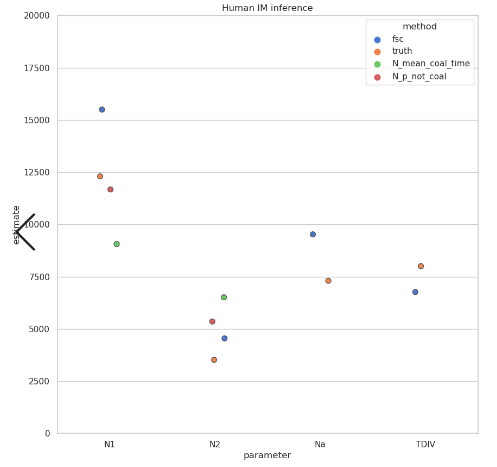 Human IM inference
20000
17500
15000
12500
10000
7500
5000
2500
0
estimate
method
fsc
truth
N_mean_coal_time
N_p_not_coal
N1 N2 Na TDIV
parameter